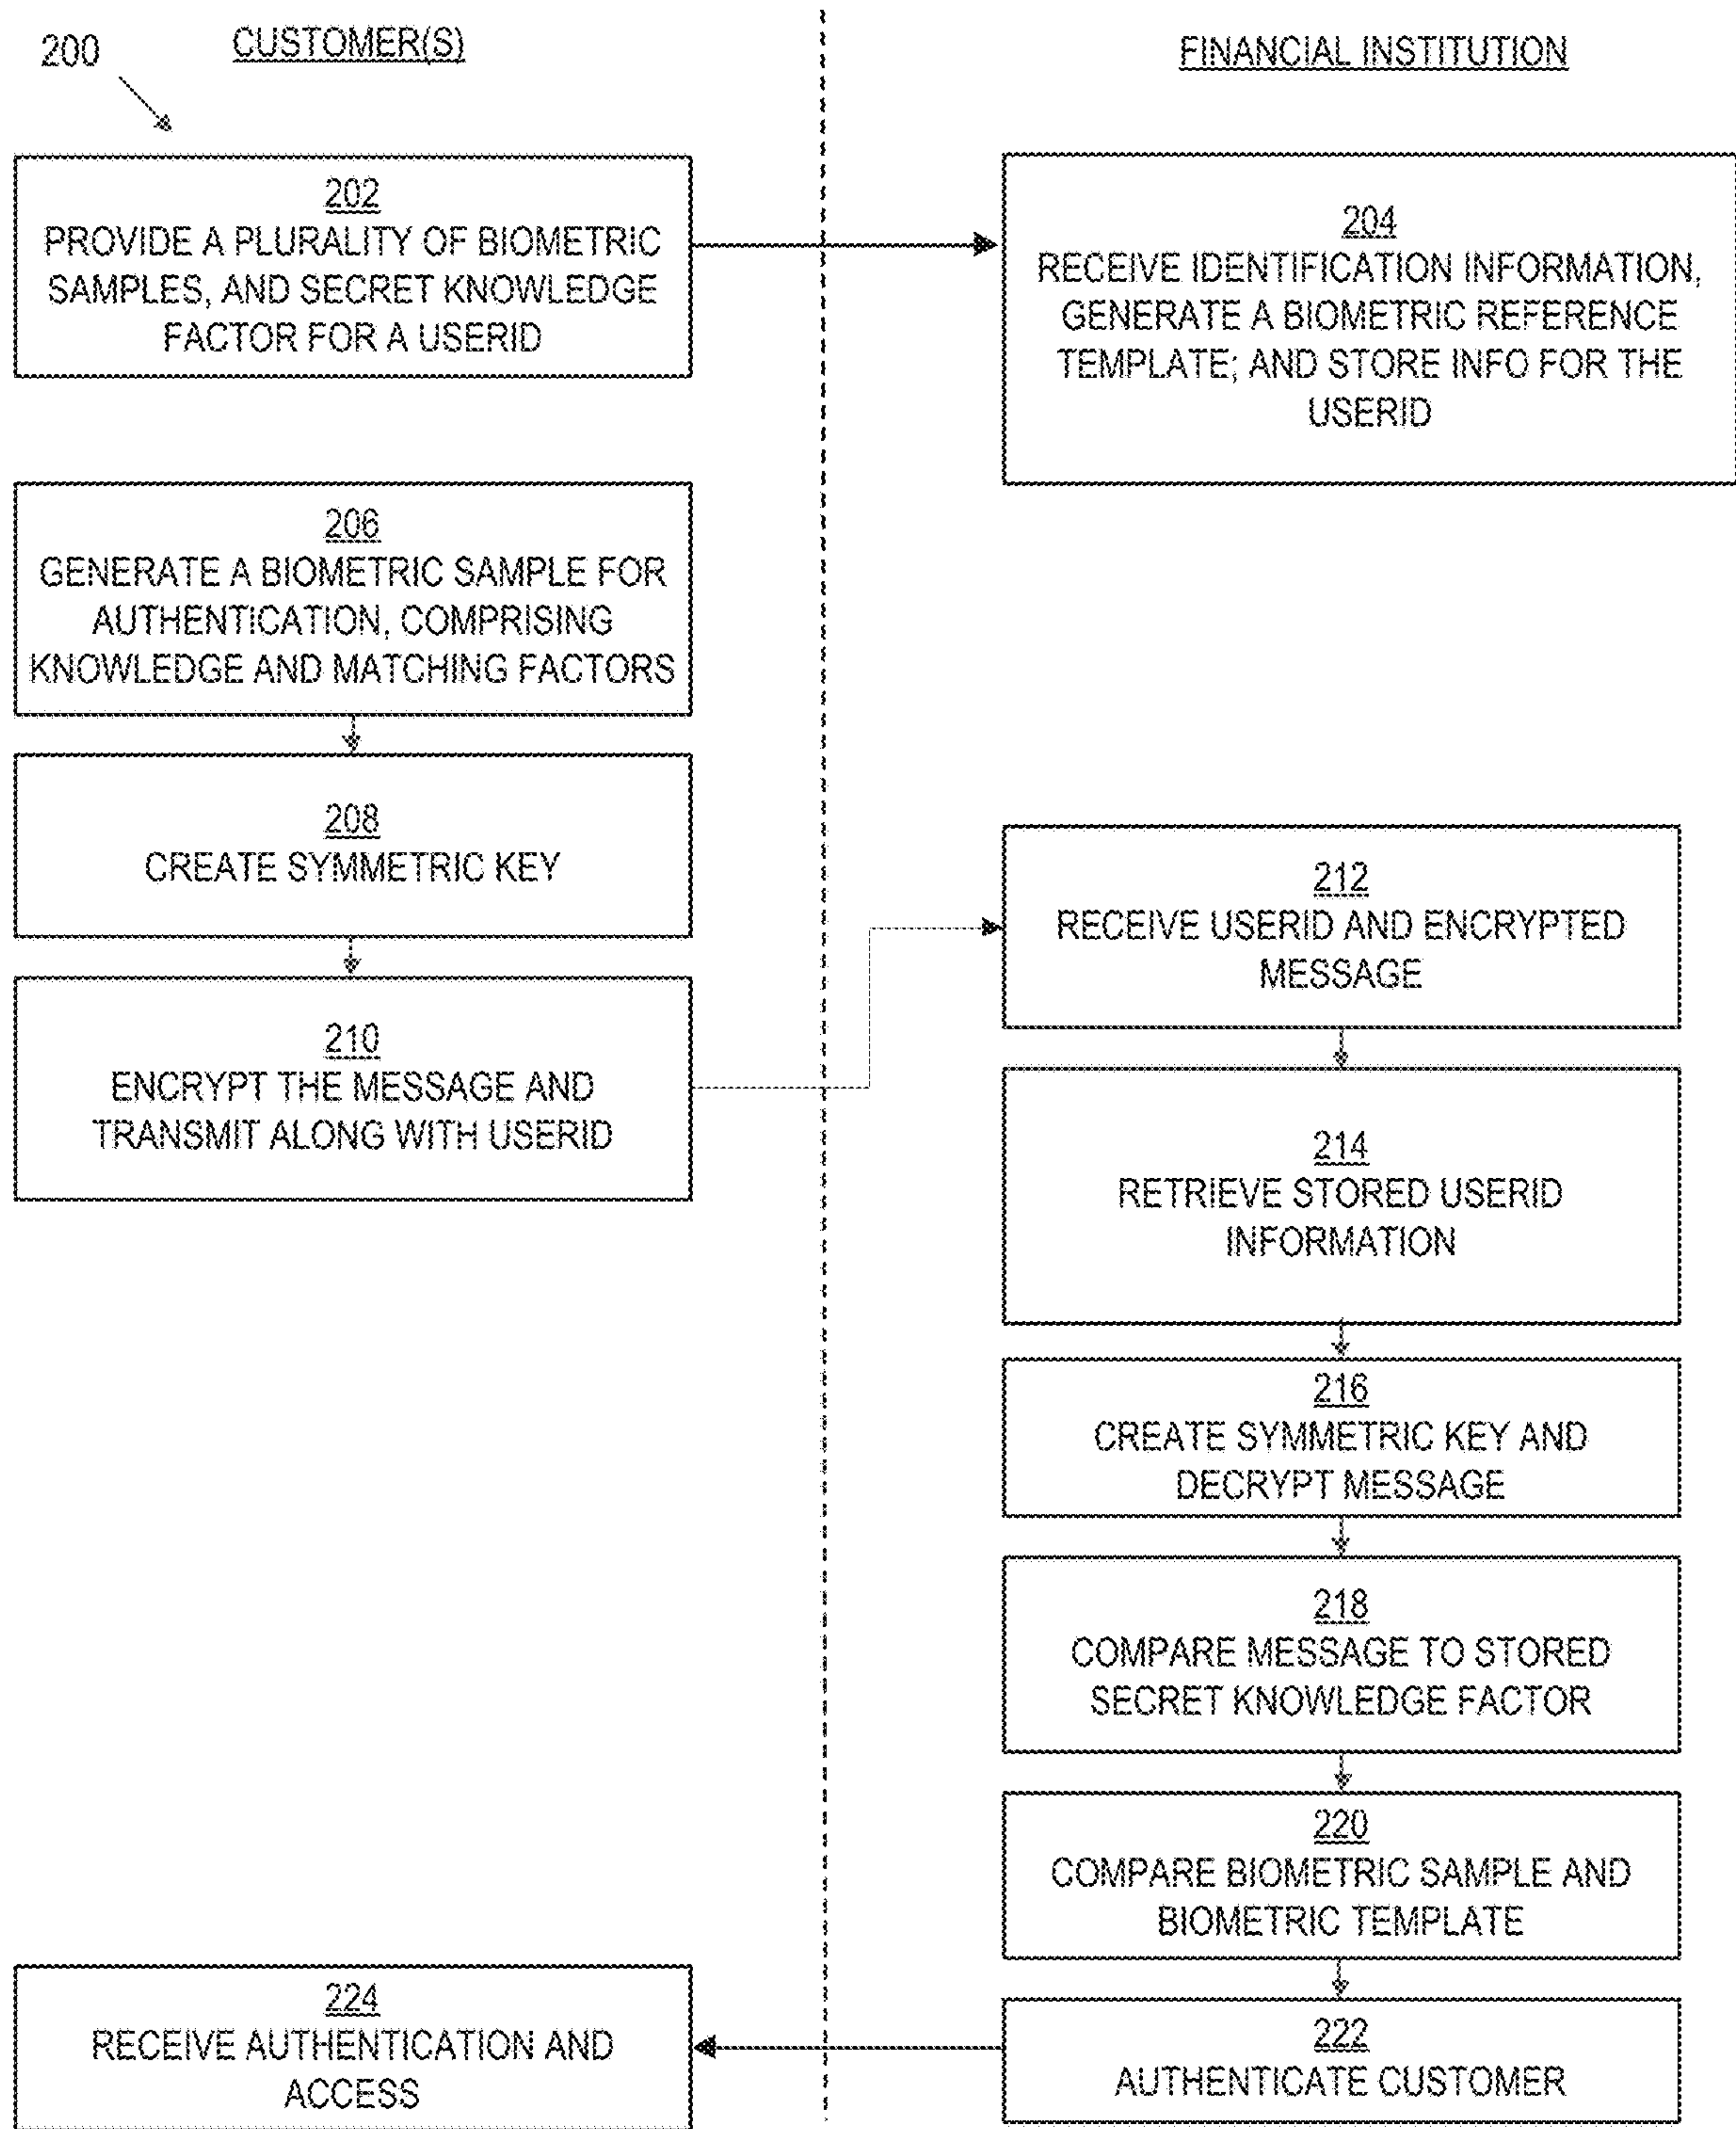 200
CUSTOMER(S)
FINANCIAL INSTITUTION
202
PROVIDE A PLURALITY OF BIOMETRIC
SAMPLES, AND SECRET KNOWLEDGE
FACTOR FOR A USERID
204
RECEIVE IDENTIFICATION INFORMATION,
GENERATE A BIOMETRIC REFERENCE
TEMPLATE; AND STORE INFO FOR THE
USERID
206
GENERATE A BIOMETRIC SAMPLE FOR
AUTHENTICATION, COMPRISING
KNOWLEDGE AND MATCHING FACTORS
208
CREATE SYMMETRIC KEY
210
ENCRYPT THE MESSAGE AND
TRANSMIT ALONG WITH USERID
212
RECEIVE USERID AND ENCRYPTED
MESSAGE
214
RETRIEVE STORED USERID
INFORMATION
216
CREATE SYMMETRIC KEY AND
DECRYPT MESSAGE
218
COMPARE MESSAGE TO STORED
SECRET KNOWLEDGE FACTOR
220
COMPARE BIOMETRIC SAMPLE AND
BIOMETRIC TEMPLATE
222
AUTHENTICATE CUSTOMER
224
RECEIVE AUTHENTICATION AND
ACCESS